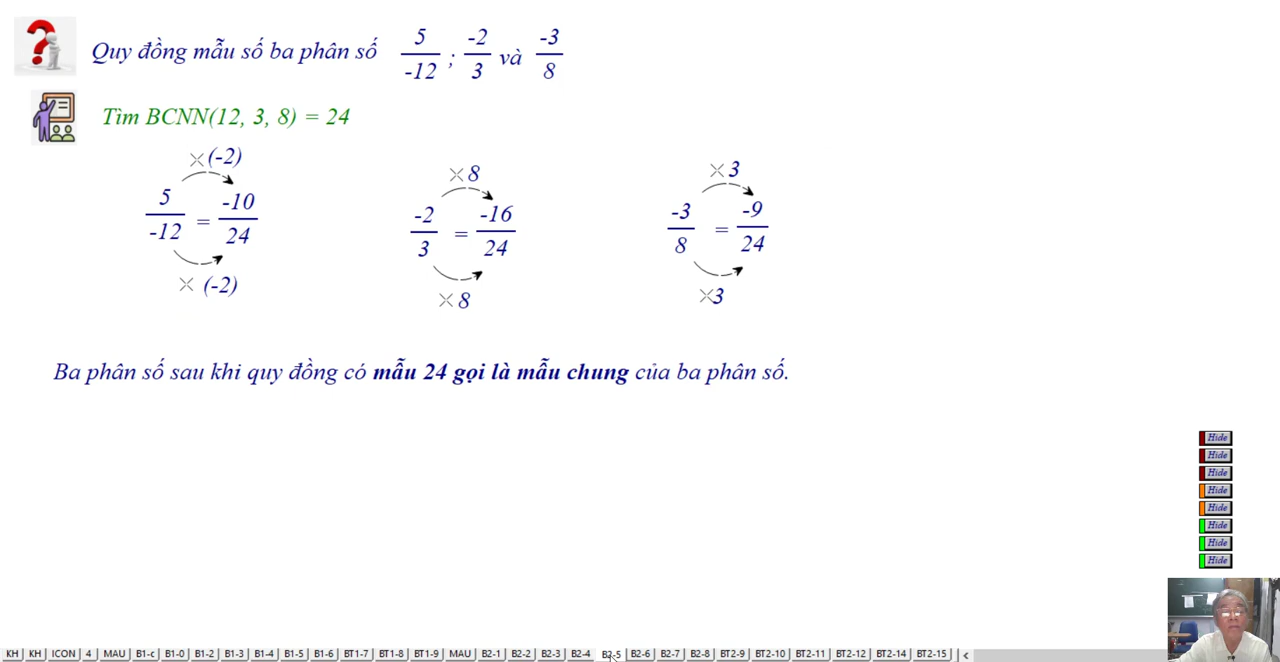 Quy đồng mẫu số ba phân số 5/-12 ; -2/3 và -3/8
Tìm BCNN(12, 3, 8) = 24
×(-2) ×8 ×3
5/-12 = -10/24 -2/3 = -16/24 -3/8 = -9/24
× (-2) ×8 ×3
Ba phân số sau khi quy đồng có mẫu 24 gọi là mẫu chung của ba phân số.
Hide
Hide
Hide
Hide
Hide
Hide
Hide
Hide
KH KH ICON 4 MAU B1-c B1-0 B1-2 B1-3 B1-4 B1-5 B1-6 BT1-7 BT1-8 BT1-9 MAU B2-1 B2-2 B2-3 B2-4 B2-5 B2-6 B2-7 B2-8 BT2-9 BT2-10 BT2-11 BT2-12 BT2-14 BT2-15